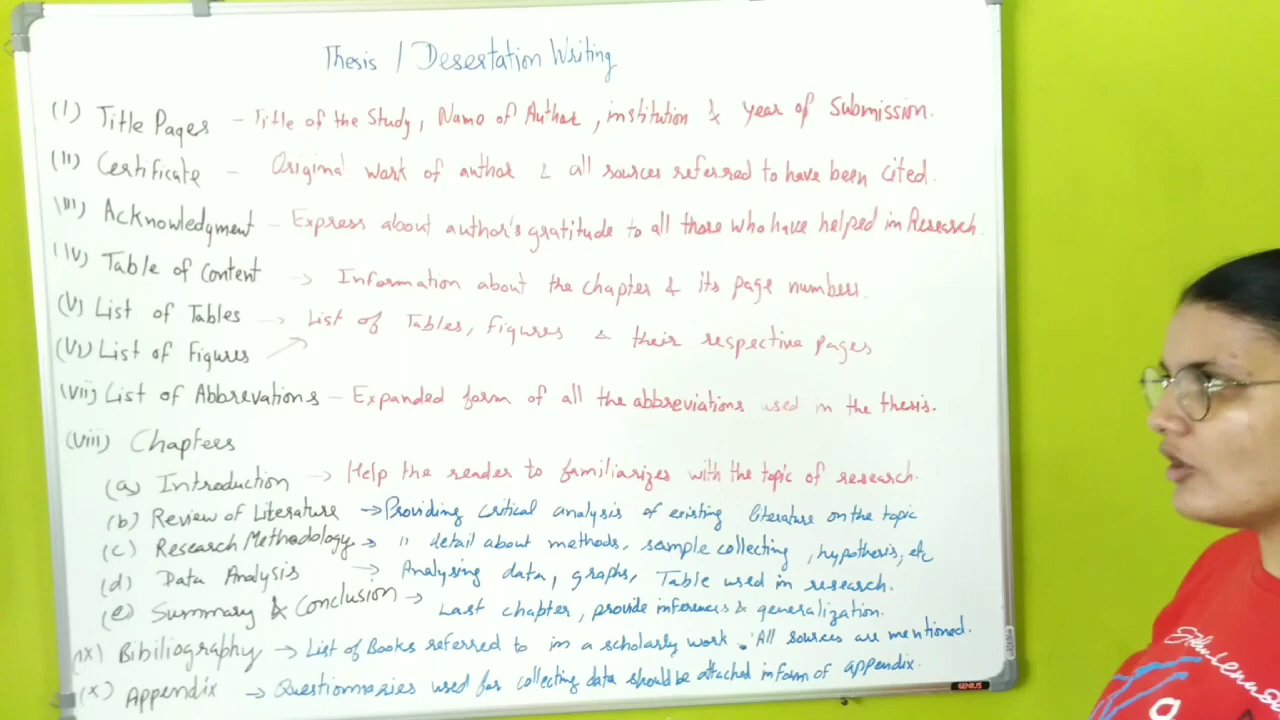 Thesis / Desertation Writing
(I) Title Pages - Title of the Study, Name of Author, institution & year of Submission.
(II) Certificate - Original work of author & all sources referred to have been cited.
(III) Acknowledgment - Express about author's gratitude to all those who have helped in Research.
(IV) Table of Content → Information about the chapter & its page numbers.
(V) List of Tables → List of Tables, Figures & their respective pages
(VI) List of Figures
(VII) List of Abbrevations - Expanded form of all the abbreviations used in the thesis.
(VIII) Chapters
(a) Introduction → Help the reader to familiarizes with the topic of research.
(b) Review of Literature → Providing critical analysis of existing literature on the topic
(c) Research Methodology → " detail about methods, sample collecting, hypothesis, etc
(d) Data Analysis → Analysing data, graphs, Table used in research.
(e) Summary & Conclusion → Last chapter, provide inferences & generalization.
(IX) Bibiliography → List of Books referred to in a scholarly work. All sources are mentioned.
(X) Appendix → Questionnaries used for collecting data should be attached in form of appendix.
GENIUS